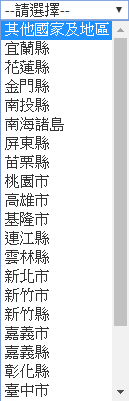 --請選擇--
其他國家及地區
宜蘭縣
花蓮縣
金門縣
南投縣
南海諸島
屏東縣
苗栗縣
桃園市
高雄市
基隆市
連江縣
雲林縣
新北市
新竹市
新竹縣
嘉義市
嘉義縣
彰化縣
臺中市